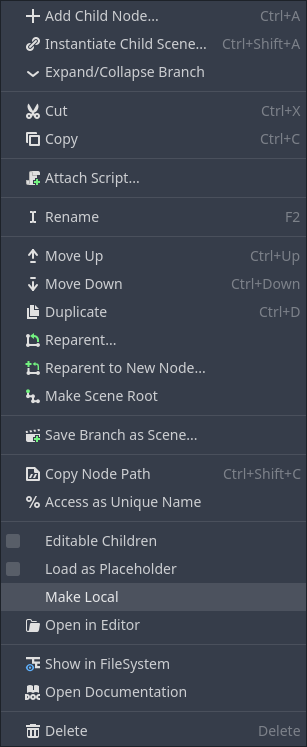 Add Child Node... Ctrl+A
Instantiate Child Scene... Ctrl+Shift+A
Expand/Collapse Branch
Cut Ctrl+X
Copy Ctrl+C
Attach Script...
Rename F2
Move Up Ctrl+Up
Move Down Ctrl+Down
Duplicate Ctrl+D
Reparent...
Reparent to New Node...
Make Scene Root
Save Branch as Scene...
Copy Node Path Ctrl+Shift+C
% Access as Unique Name
Editable Children
Load as Placeholder
Make Local
Open in Editor
Show in FileSystem
Open Documentation
Delete Delete